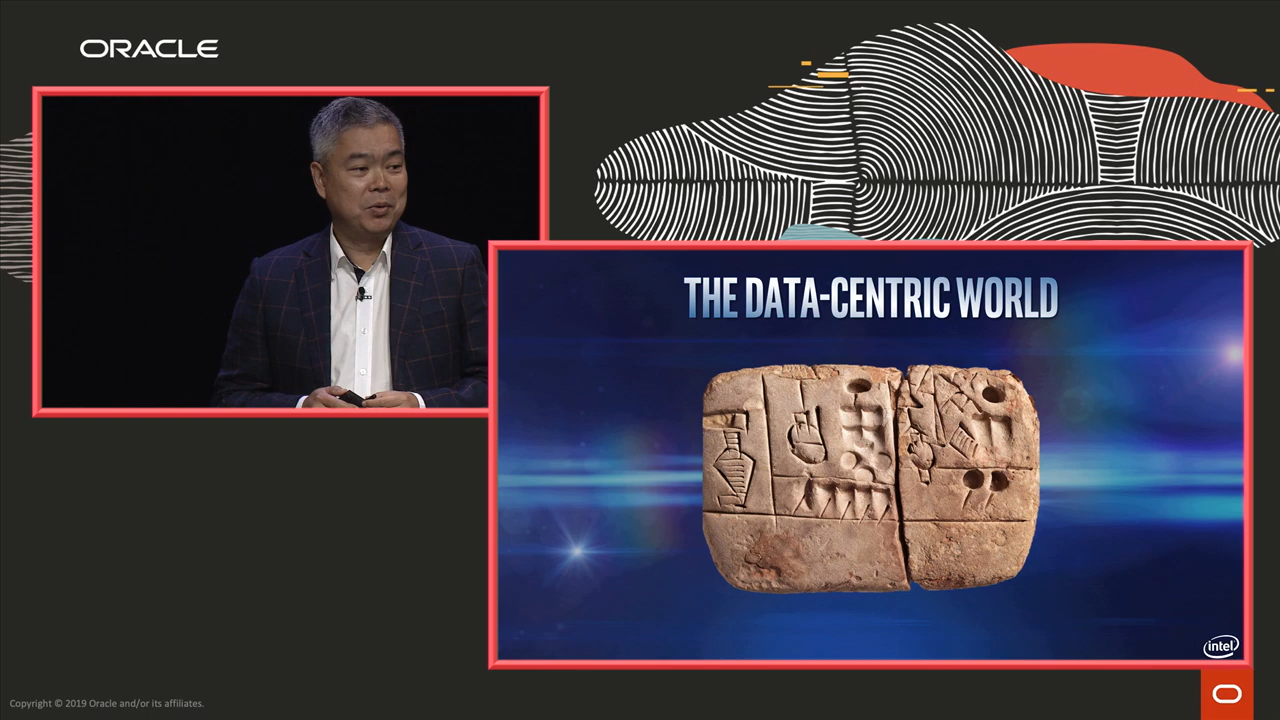 ORACLE
THE DATA-CENTRIC WORLD
intel
Copyright © 2019 Oracle and/or its affiliates.